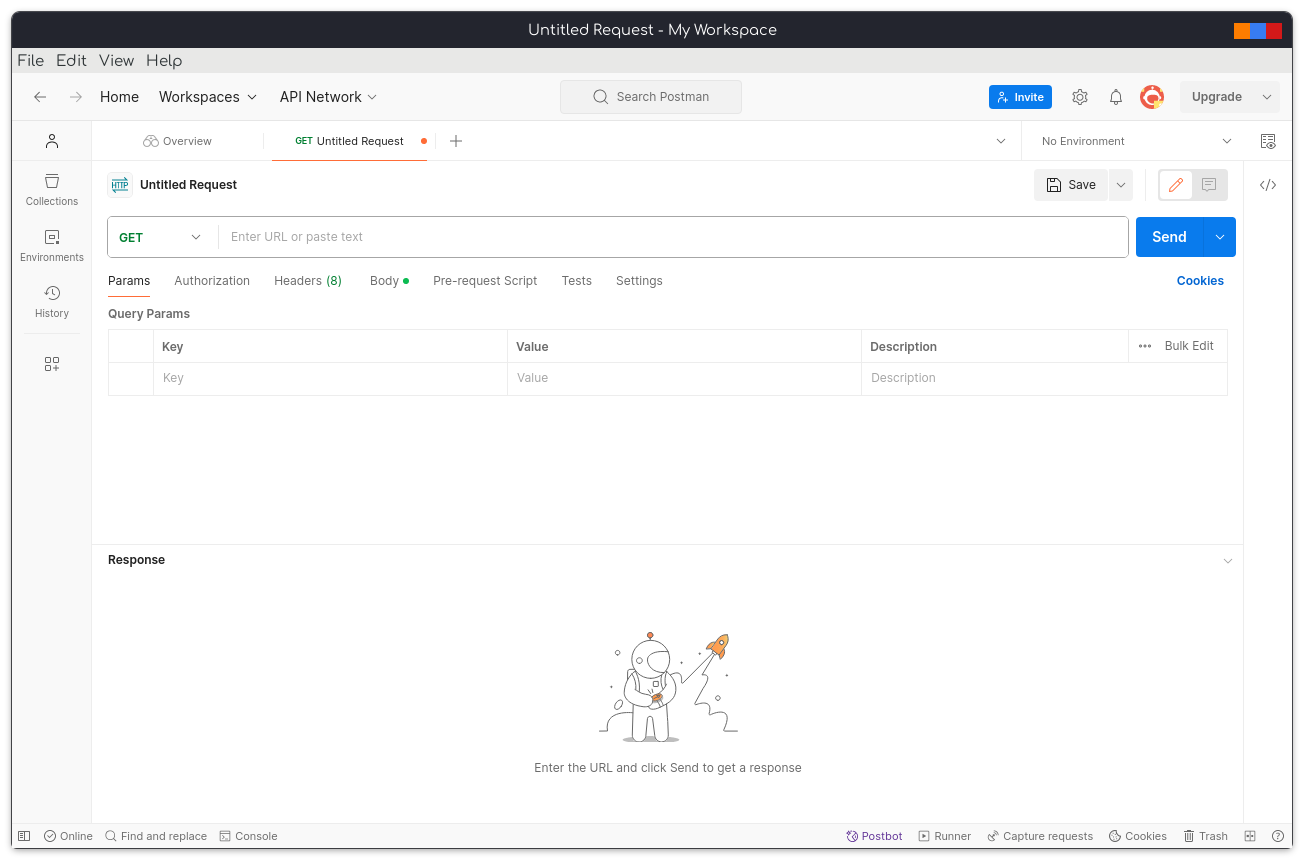 Untitled Request - My Workspace
File Edit View Help
Home Workspaces API Network Search Postman Invite Upgrade
Overview GET Untitled Request No Environment
HTTP Untitled Request Save
Collections
Environments
History
GET Enter URL or paste text Send
Params Authorization Headers (8) Body Pre-request Script Tests Settings Cookies
Query Params
Key Value Description Bulk Edit
Key Value Description
Response
Enter the URL and click Send to get a response
Online Find and replace Console Postbot Runner Capture requests Cookies Trash